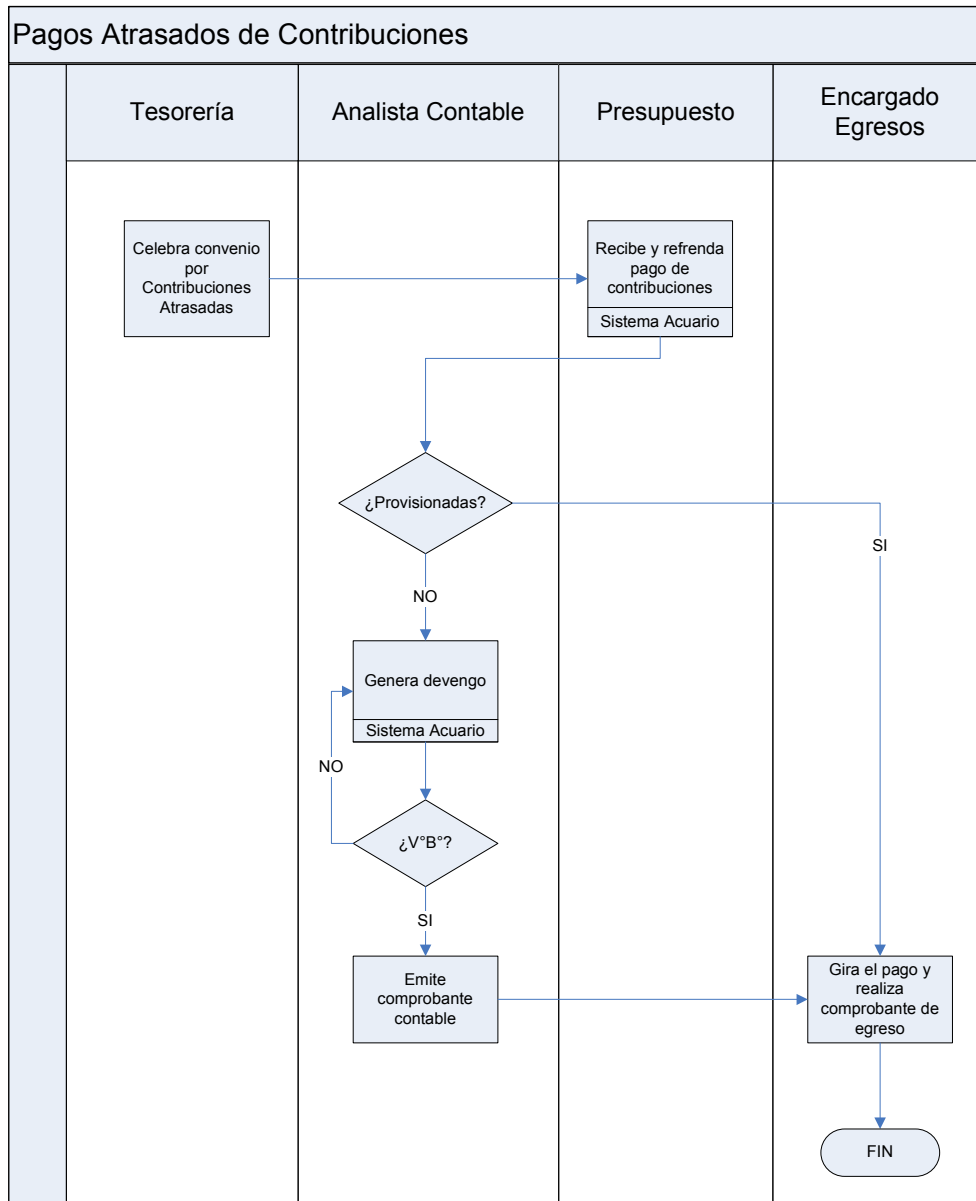 Pagos Atrasados de Contribuciones
Tesorería
Analista Contable
Presupuesto
Encargado
Egresos
Celebra convenio
por
Contribuciones
Atrasadas
Recibe y refrenda
pago de
contribuciones
Sistema Acuario
¿Provisionadas?
SI
NO
Genera devengo
Sistema Acuario
NO
¿V°B°?
SI
Emite
comprobante
contable
Gira el pago y
realiza
comprobante de
egreso
FIN